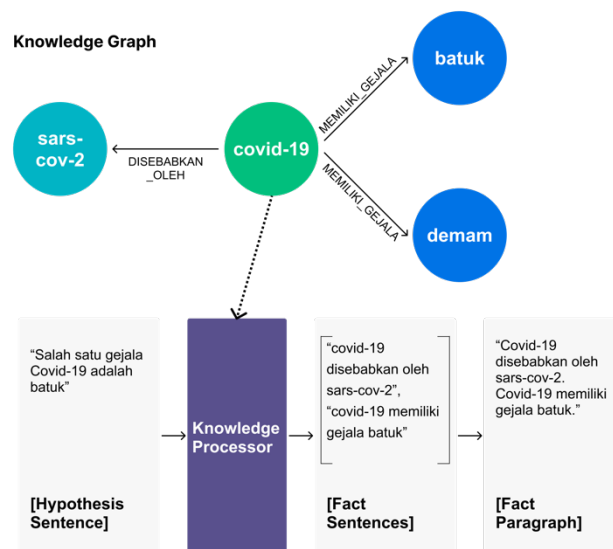 Knowledge Graph
batuk
MEMILIKI_GEJALA
sars-
cov-2
covid-19
DISEBABKAN
_OLEH
MEMILIKI_GEJALA
demam
“Salah satu gejala
Covid-19 adalah
batuk”
[Hypothesis
Sentence]
Knowledge
Processor
“covid-19
disebabkan oleh
sars-cov-2”,
“covid-19 memiliki
gejala batuk”
[Fact
Sentences]
“Covid-19
disebabkan oleh
sars-cov-2.
Covid-19 memiliki
gejala batuk.”
[Fact
Paragraph]